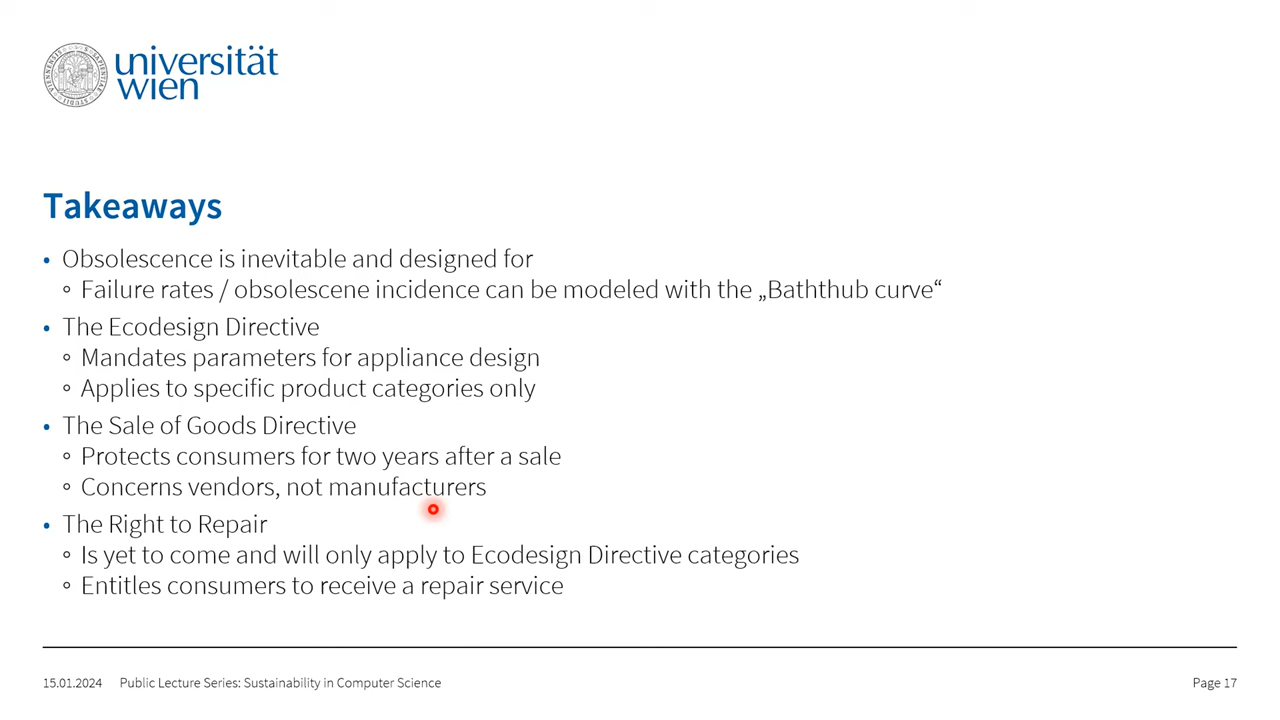 universität
wien
Takeaways
• Obsolescence is inevitable and designed for
∘ Failure rates / obsolescene incidence can be modeled with the „Baththub curve“
• The Ecodesign Directive
∘ Mandates parameters for appliance design
∘ Applies to specific product categories only
• The Sale of Goods Directive
∘ Protects consumers for two years after a sale
∘ Concerns vendors, not manufacturers
• The Right to Repair
∘ Is yet to come and will only apply to Ecodesign Directive categories
∘ Entitles consumers to receive a repair service
15.01.2024 Public Lecture Series: Sustainability in Computer Science Page 17